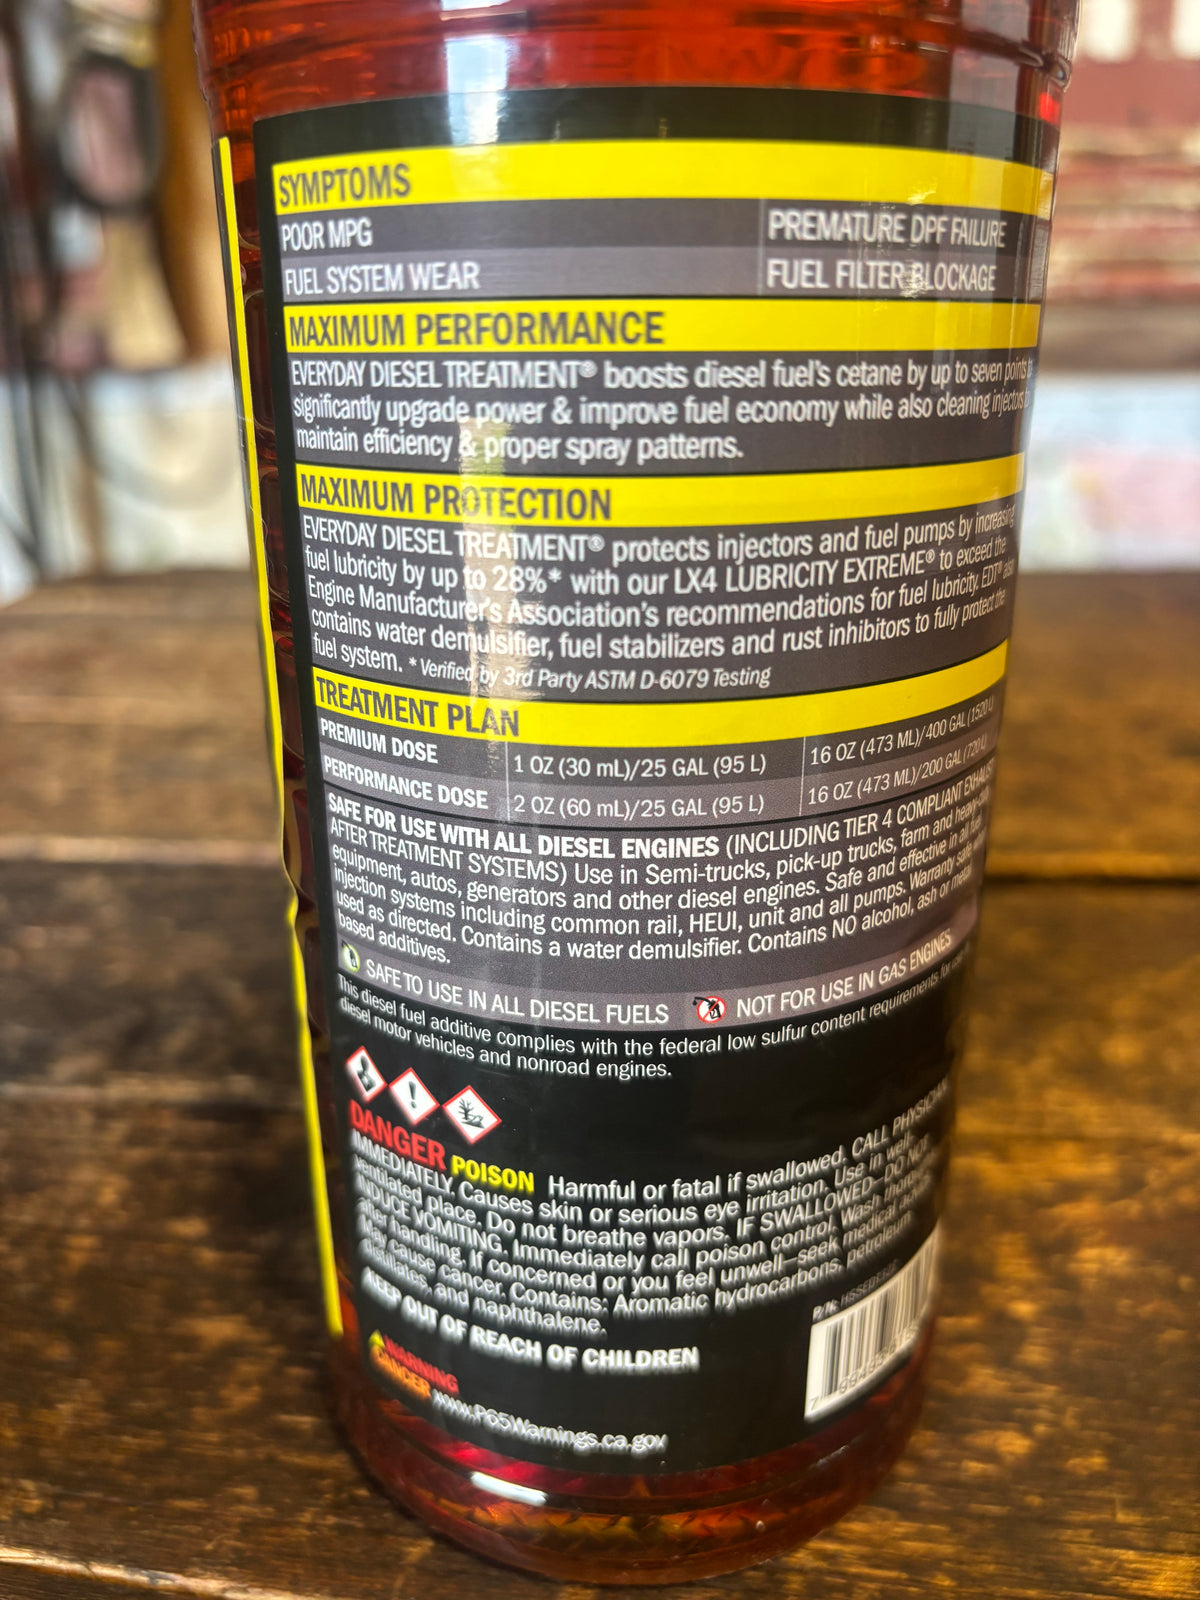 SYMPTOMS
POOR MPG PREMATURE DPF FAILURE
FUEL SYSTEM WEAR FUEL FILTER BLOCKAGE
MAXIMUM PERFORMANCE
EVERYDAY DIESEL TREATMENT® boosts diesel fuel's cetane by up to seven points to
significantly upgrade power & improve fuel economy while also cleaning injectors to
maintain efficiency & proper spray patterns.
MAXIMUM PROTECTION
EVERYDAY DIESEL TREATMENT® protects injectors and fuel pumps by increasing
fuel lubricity by up to 28%* with our LX4 LUBRICITY EXTREME® to exceed the
Engine Manufacturer's Association's recommendations for fuel lubricity. EDT® also
contains water demulsifier, fuel stabilizers and rust inhibitors to fully protect the
fuel system. * Verified by 3rd Party ASTM D-6079 Testing
TREATMENT PLAN
PREMIUM DOSE 1 OZ (30 mL)/25 GAL (95 L) 16 OZ (473 ML)/400 GAL (1520 L)
PERFORMANCE DOSE 2 OZ (60 mL)/25 GAL (95 L) 16 OZ (473 ML)/200 GAL (720 L)
SAFE FOR USE WITH ALL DIESEL ENGINES (INCLUDING TIER 4 COMPLIANT EXHAUST
AFTER TREATMENT SYSTEMS) Use in Semi-trucks, pick-up trucks, farm and heavy-duty
equipment, autos, generators and other diesel engines. Safe and effective in all fuel
injection systems including common rail, HEUI, unit and all pumps. Warranty safe when
used as directed. Contains a water demulsifier. Contains NO alcohol, ash or metal
based additives.
SAFE TO USE IN ALL DIESEL FUELS NOT FOR USE IN GAS ENGINES
This diesel fuel additive complies with the federal low sulfur content requirements for use in
diesel motor vehicles and nonroad engines.
DANGER POISON Harmful or fatal if swallowed. CALL PHYSICIAN
IMMEDIATELY. Causes skin or serious eye irritation. Use in well-
ventilated place. Do not breathe vapors. IF SWALLOWED—DO NOT
INDUCE VOMITING. Immediately call poison control. Wash thoroughly
after handling. If concerned or you feel unwell—seek medical advice.
May cause cancer. Contains: Aromatic hydrocarbons, petroleum
distillates, and naphthalene.
KEEP OUT OF REACH OF CHILDREN
P/N:
WARNING
CANCER www.P65Warnings.ca.gov